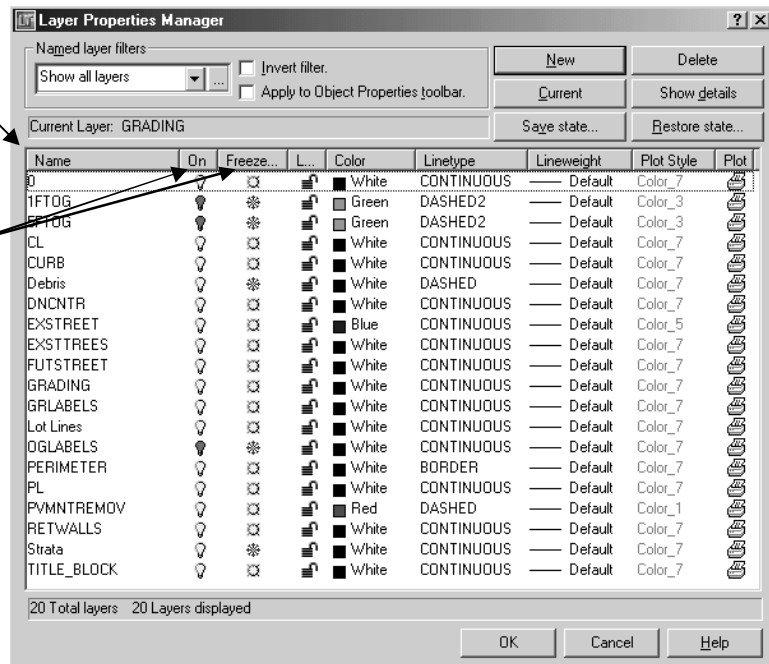 Layer Properties Manager
Named layer filters
Show all layers
...
Invert filter.
Apply to Object Properties toolbar.
New
Delete
Current
Show details
Save state...
Restore state...
Current Layer: GRADING
Name On Freeze... L... Color Linetype Lineweight Plot Style Plot
0 White CONTINUOUS Default Color_7
1FTOG Green DASHED2 Default Color_3
5FTOG Green DASHED2 Default Color_3
CL White CONTINUOUS Default Color_7
CURB White CONTINUOUS Default Color_7
Debris White DASHED Default Color_7
DNCNTR White CONTINUOUS Default Color_7
EXSTREET Blue CONTINUOUS Default Color_5
EXSTTREES White CONTINUOUS Default Color_7
FUTSTREET White CONTINUOUS Default Color_7
GRADING White CONTINUOUS Default Color_7
GRLABELS White CONTINUOUS Default Color_7
Lot Lines White CONTINUOUS Default Color_7
OGLABELS White CONTINUOUS Default Color_7
PERIMETER White BORDER Default Color_7
PL White CONTINUOUS Default Color_7
PVMNTREMOV Red DASHED Default Color_1
RETWALLS White CONTINUOUS Default Color_7
Strata White CONTINUOUS Default Color_7
TITLE_BLOCK White CONTINUOUS Default Color_7
20 Total layers 20 Layers displayed
OK
Cancel
Help